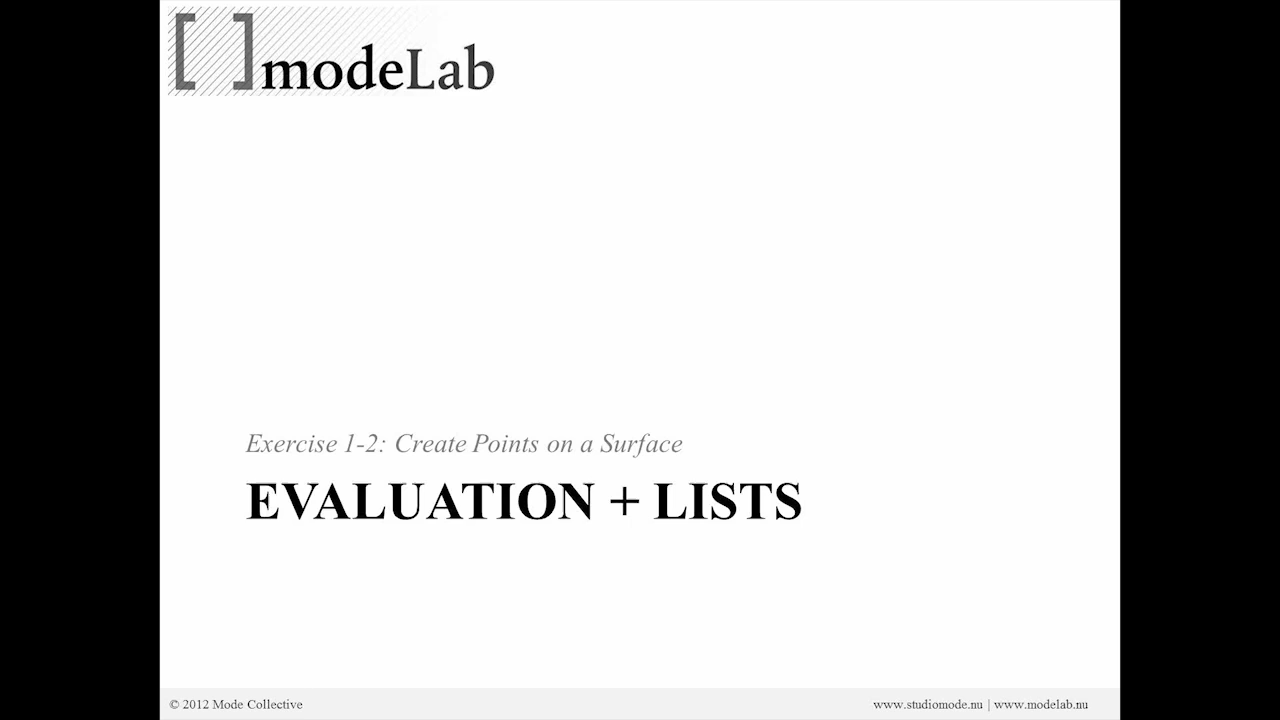 [ ] modeLab
Exercise 1-2: Create Points on a Surface
EVALUATION + LISTS
© 2012 Mode Collective
www.studiomode.nu | www.modelab.nu